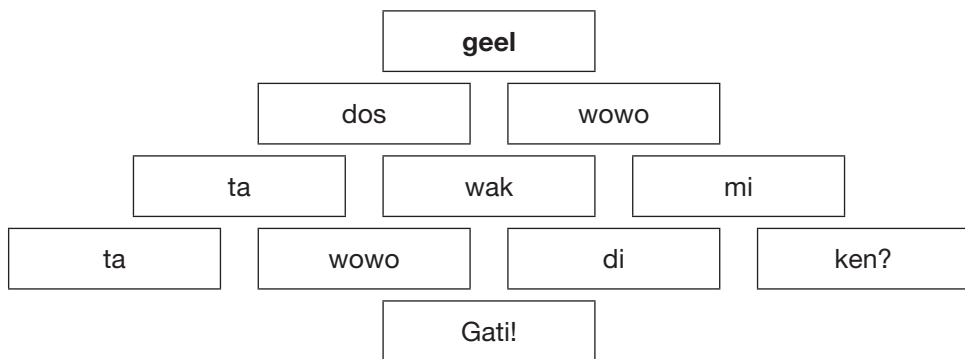 geel
dos wowo
ta wak mi
ta wowo di ken?
Gati!